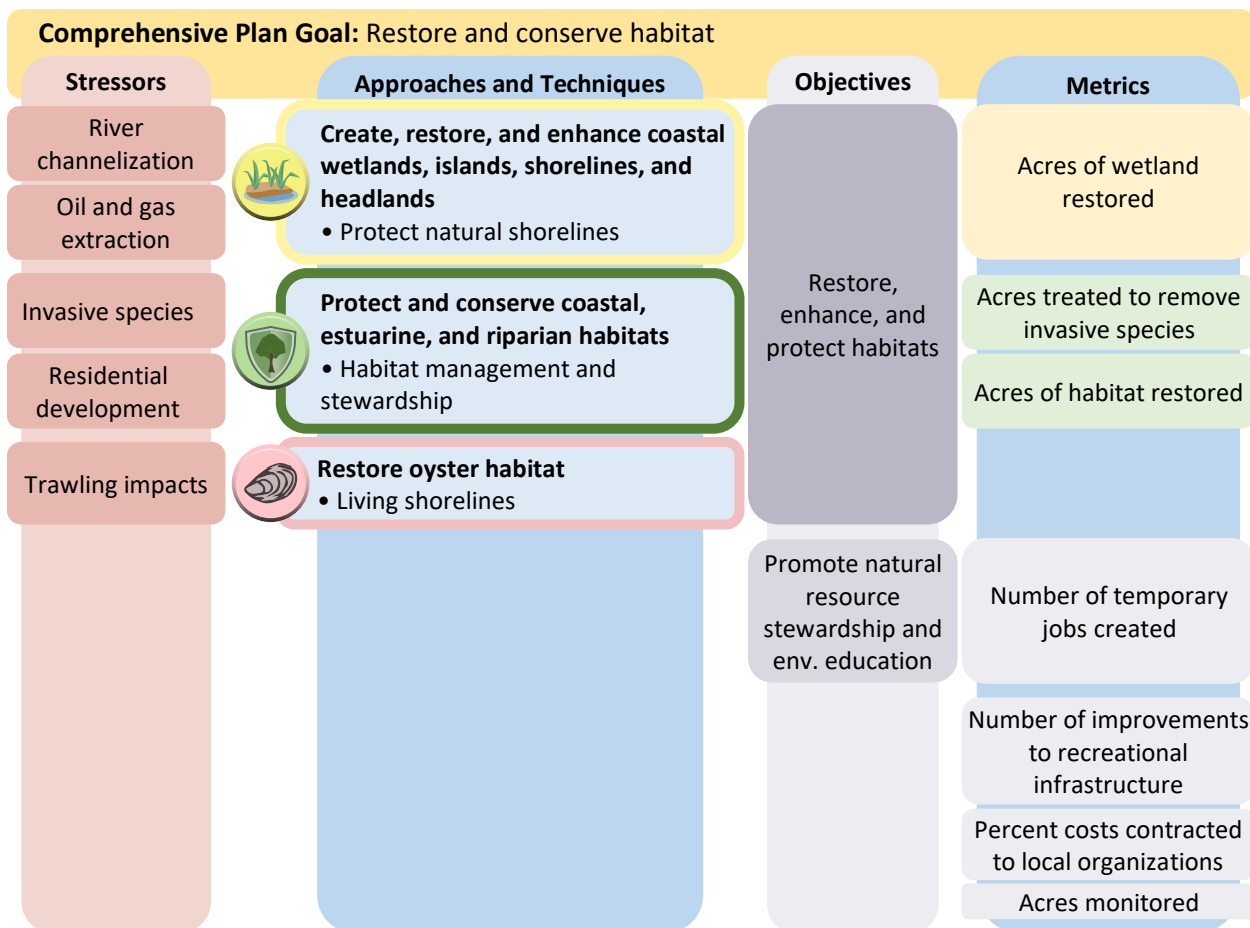 Comprehensive Plan Goal: Restore and conserve habitat
Stressors
River
channelization
Oil and gas
extraction
Invasive species
Residential
development
Trawling impacts
Approaches and Techniques
Create, restore, and enhance coastal
wetlands, islands, shorelines, and
headlands
• Protect natural shorelines
Protect and conserve coastal,
estuarine, and riparian habitats
• Habitat management and
stewardship
Restore oyster habitat
• Living shorelines
Objectives
Restore,
enhance, and
protect habitats
Promote natural
resource
stewardship and
env. education
Metrics
Acres of wetland
restored
Acres treated to remove
invasive species
Acres of habitat restored
Number of temporary
jobs created
Number of improvements
to recreational
infrastructure
Percent costs contracted
to local organizations
Acres monitored